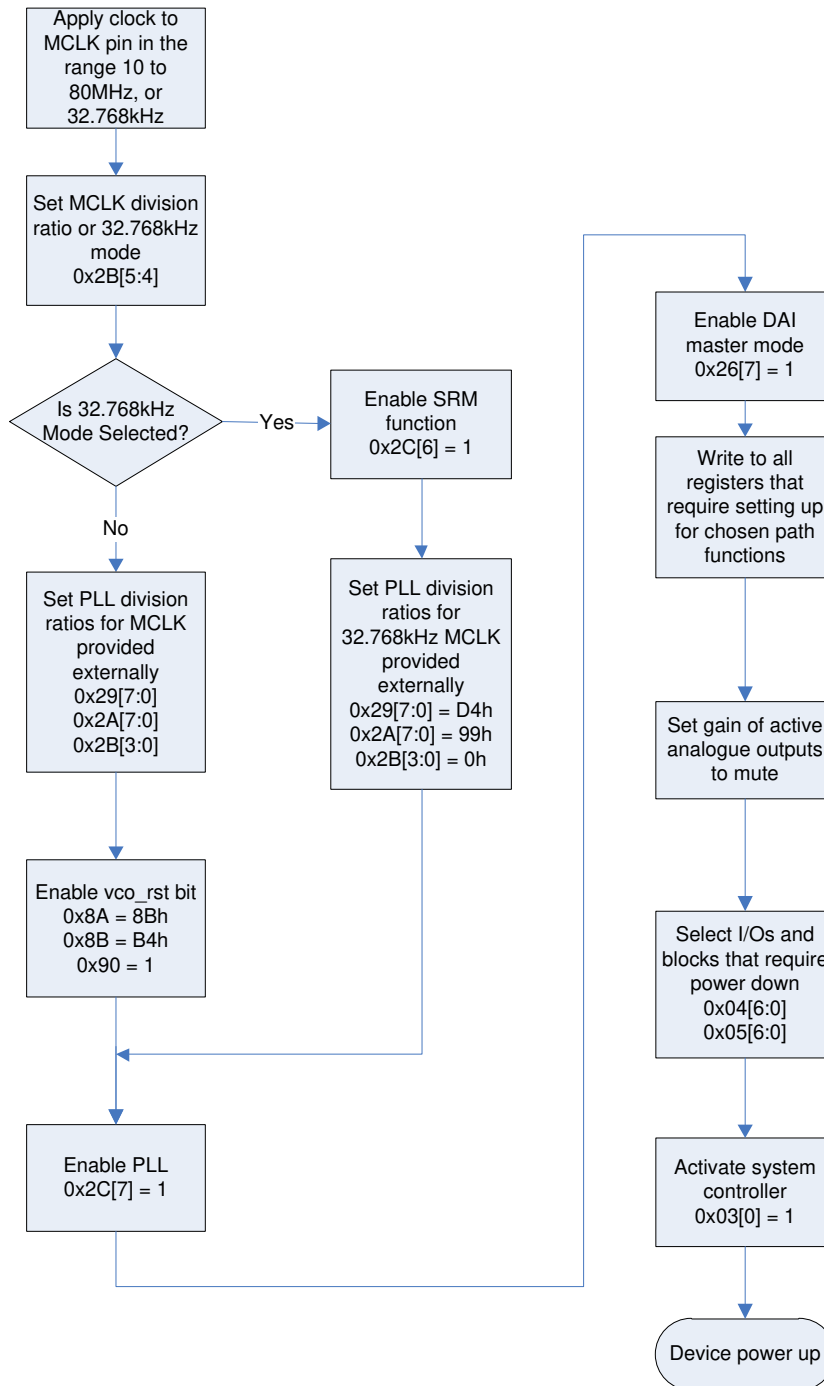 Apply clock to
MCLK pin in the
range 10 to
80MHz, or
32.768kHz
Set MCLK division
ratio or 32.768kHz
mode
0x2B[5:4]
Is 32.768kHz
Mode Selected?
Yes
No
Enable SRM
function
0x2C[6] = 1
Set PLL division
ratios for MCLK
provided
externally
0x29[7:0]
0x2A[7:0]
0x2B[3:0]
Set PLL division
ratios for
32.768kHz MCLK
provided
externally
0x29[7:0] = D4h
0x2A[7:0] = 99h
0x2B[3:0] = 0h
Enable vco_rst bit
0x8A = 8Bh
0x8B = B4h
0x90 = 1
Enable PLL
0x2C[7] = 1
Enable DAI
master mode
0x26[7] = 1
Write to all
registers that
require setting up
for chosen path
functions
Set gain of active
analogue outputs
to mute
Select I/Os and
blocks that require
power down
0x04[6:0]
0x05[6:0]
Activate system
controller
0x03[0] = 1
Device power up